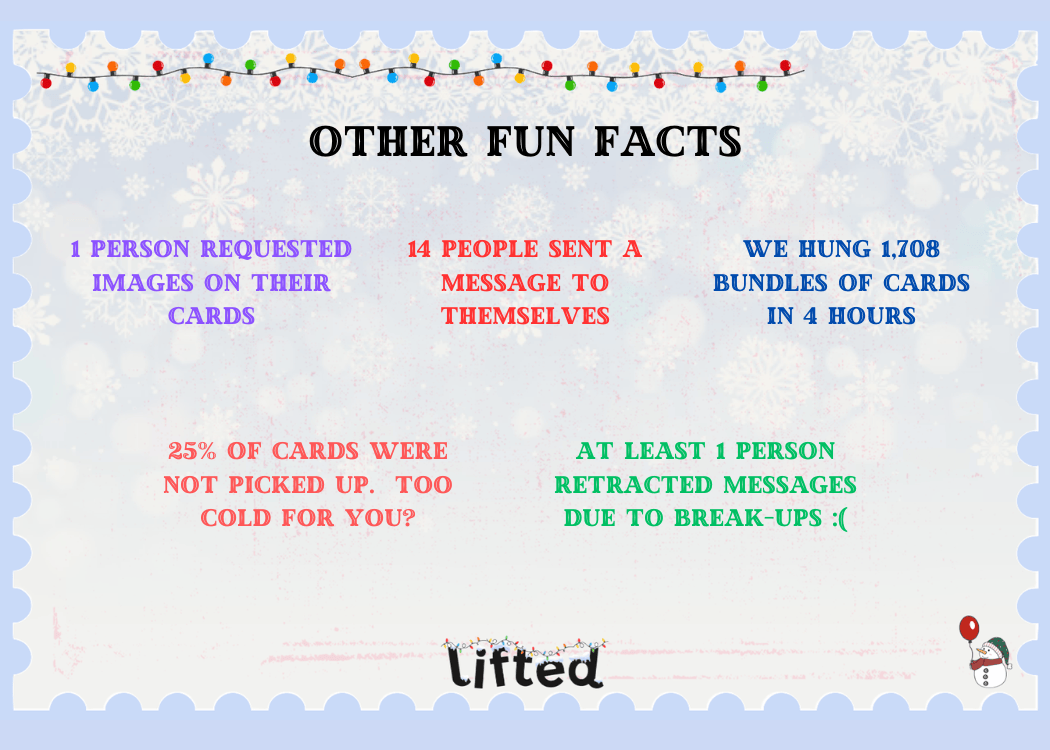 OTHER FUN FACTS
1 PERSON REQUESTED
IMAGES ON THEIR
CARDS
14 PEOPLE SENT A
MESSAGE TO
THEMSELVES
WE HUNG 1,708
BUNDLES OF CARDS
IN 4 HOURS
25% OF CARDS WERE
NOT PICKED UP.  TOO
COLD FOR YOU?
AT LEAST 1 PERSON
RETRACTED MESSAGES
DUE TO BREAK-UPS :(
lifted